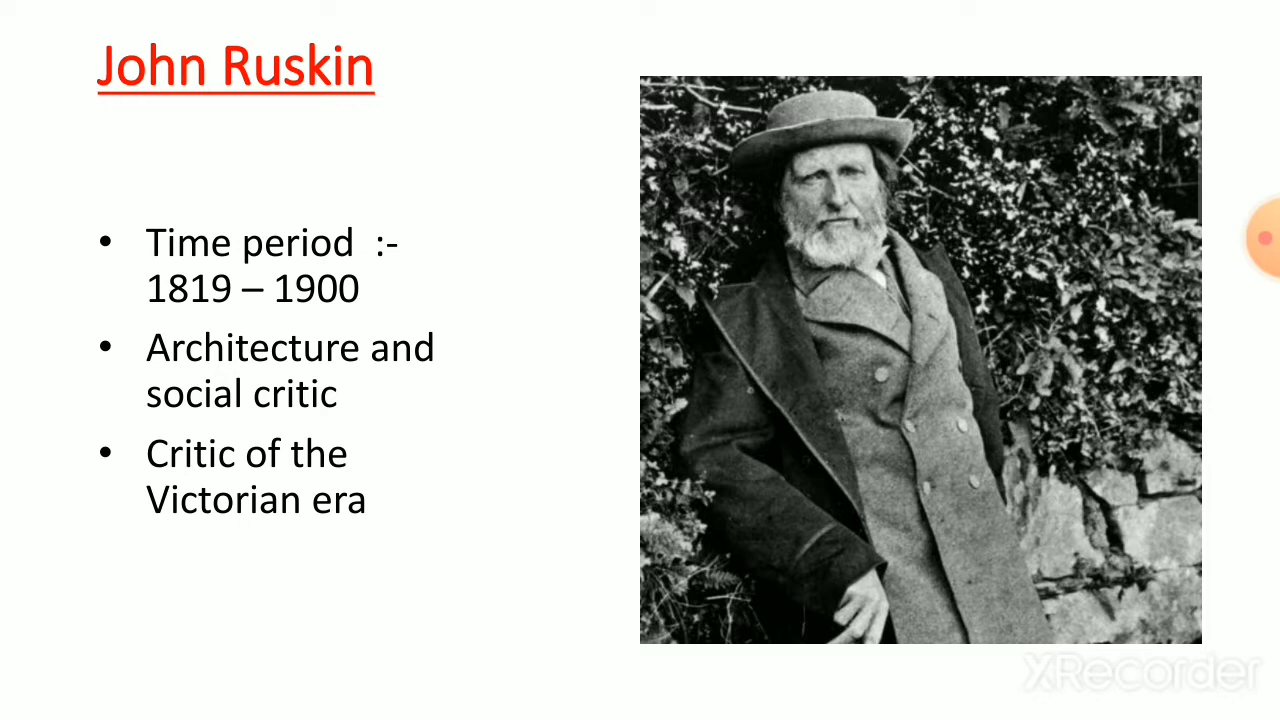 John Ruskin
• Time period :-
1819 – 1900
• Architecture and
social critic
• Critic of the
Victorian era
XRecorder